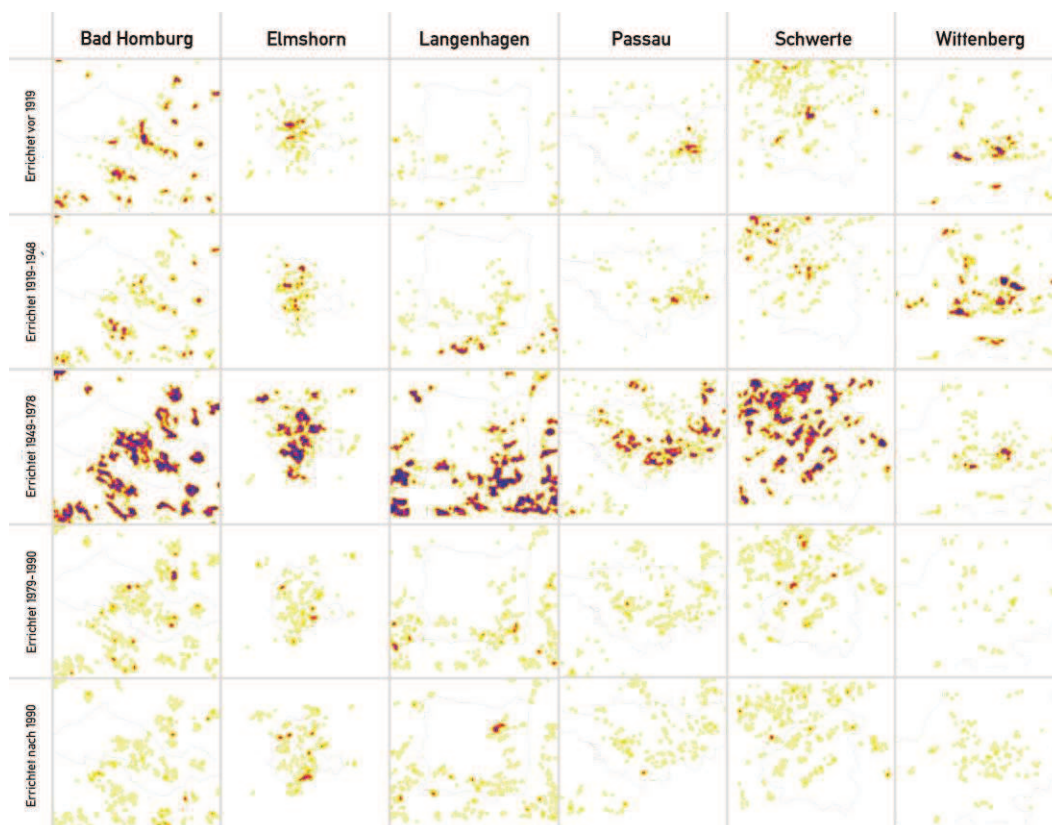 Bad Homburg
Elmshorn
Langenhagen
Passau
Schwerte
Wittenberg
Errichtet vor 1919
Errichtet 1919-1948
Errichtet 1949-1978
Errichtet 1979-1990
Errichtet nach 1990